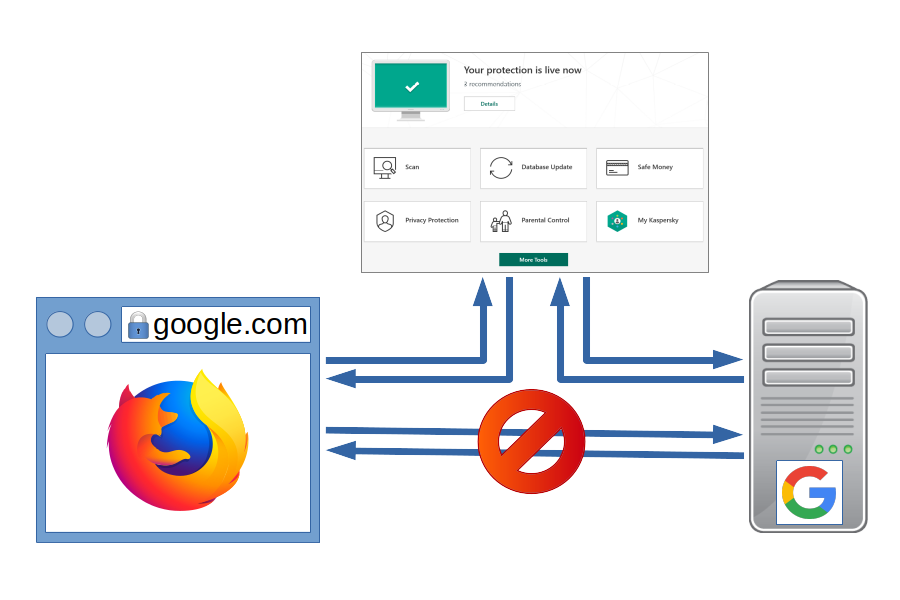 Your protection is live now
3 recommendations
Details
Scan
Database Update
Safe Money
Privacy Protection
Parental Control
My Kaspersky
More Tools
google.com
G